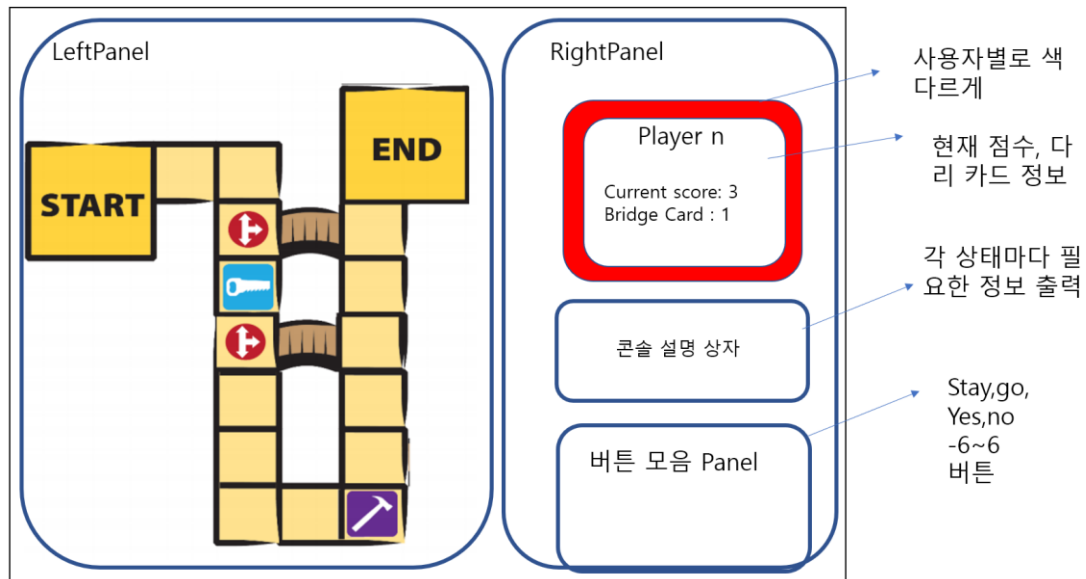 LeftPanel
START
END
RightPanel
Player n
Current score: 3
Bridge Card : 1
콘솔 설명 상자
버튼 모음 Panel
사용자별로 색
다르게
현재 점수, 다
리 카드 정보
각 상태마다 필
요한 정보 출력
Stay,go,
Yes,no
-6~6
버튼